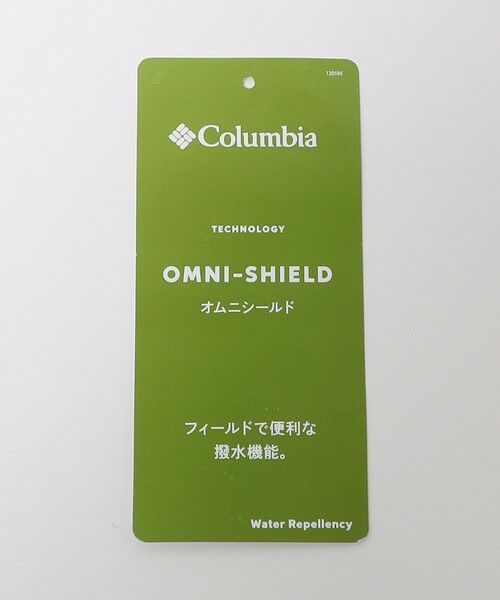 120595
Columbia
TECHNOLOGY
OMNI-SHIELD
オムニシールド
フィールドで便利な
撥水機能。
Water Repellency